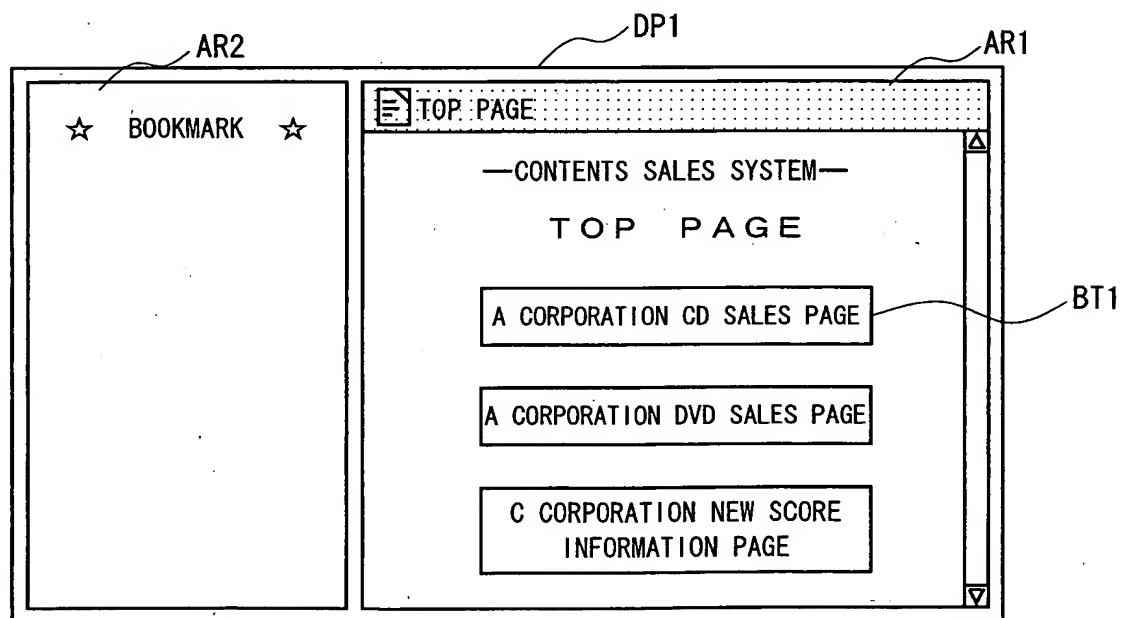 DP1
AR2
AR1
☆ BOOKMARK ☆
TOP PAGE
—CONTENTS SALES SYSTEM—
TOP PAGE
A CORPORATION CD SALES PAGE
BT1
A CORPORATION DVD SALES PAGE
C CORPORATION NEW SCORE
INFORMATION PAGE